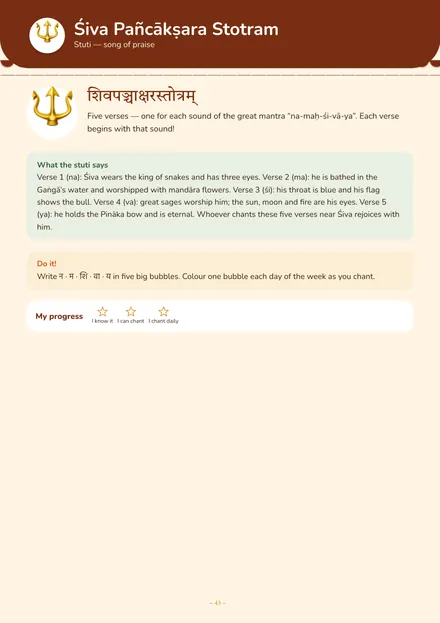 Śiva Pañcākṣara Stotram
Stuti — song of praise
शिवपञ्चाक्षरस्तोत्रम्
Five verses — one for each sound of the great mantra “na-maḥ-śi-vā-ya”. Each verse
begins with that sound!
What the stuti says
Verse 1 (na): Śiva wears the king of snakes and has three eyes. Verse 2 (ma): he is bathed in the
Gaṅgā’s water and worshipped with mandāra flowers. Verse 3 (śi): his throat is blue and his flag
shows the bull. Verse 4 (va): great sages worship him; the sun, moon and fire are his eyes. Verse 5
(ya): he holds the Pināka bow and is eternal. Whoever chants these five verses near Śiva rejoices with
him.
Do it!
Write न · म · शि · वा · य in five big bubbles. Colour one bubble each day of the week as you chant.
My progress
I know it I can chant I chant daily
– 43 –